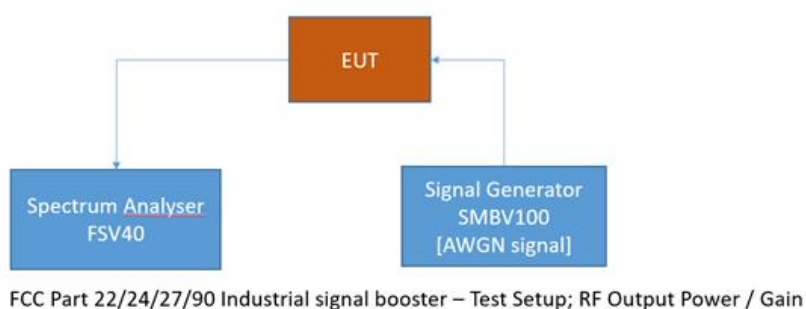 EUT
Spectrum Analyser
FSV40
Signal Generator
SMBV100
[AWGN signal]
FCC Part 22/24/27/90 Industrial signal booster – Test Setup; RF Output Power / Gain